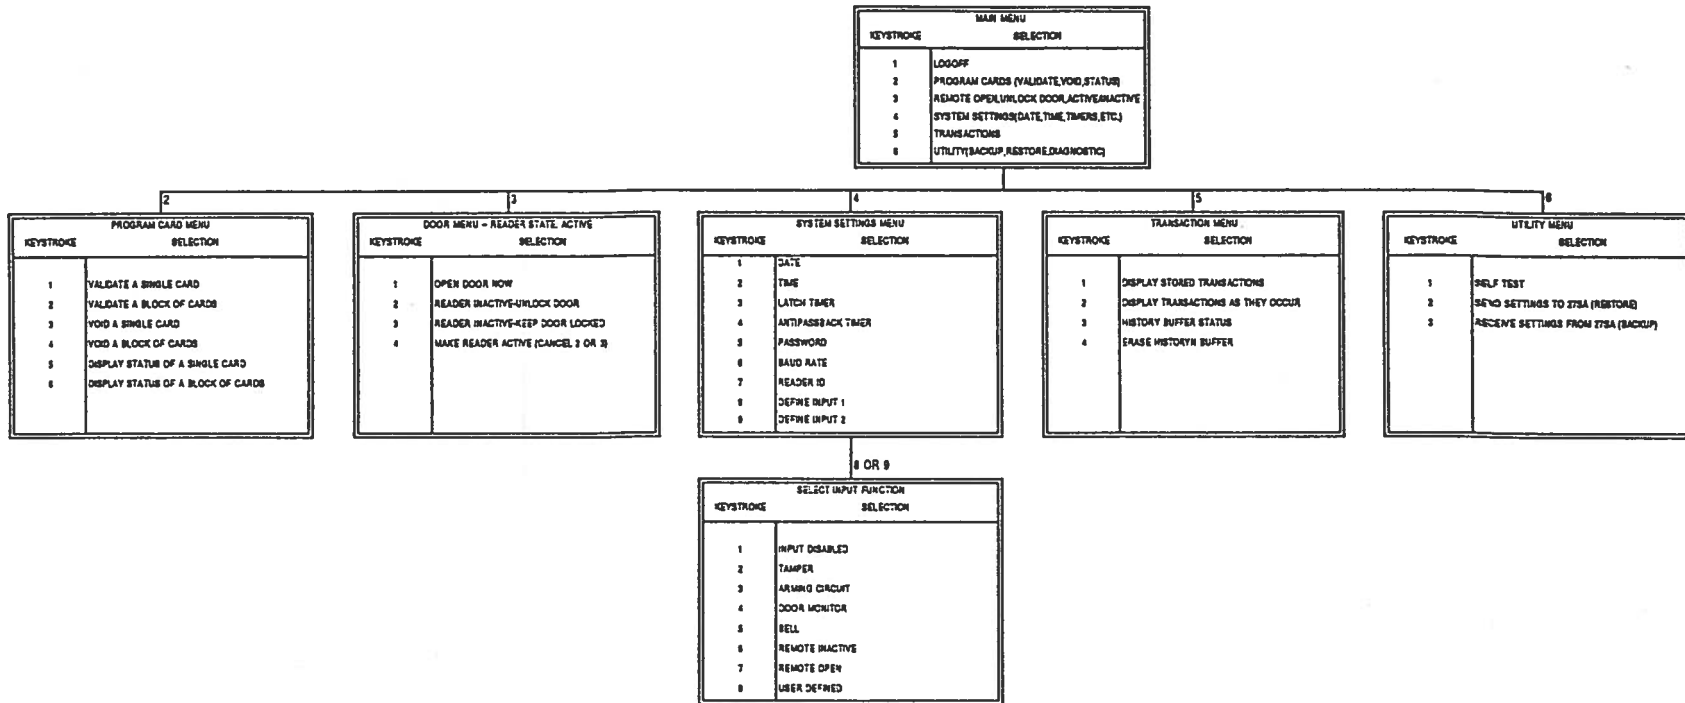 MAIN MENU
KEYSTROKE SELECTION
1 LOGOFF
2 PROGRAM CARDS (VALIDATE,VOID,STATUS)
3 REMOTE OPEN,UNLOCK DOOR,ACTIVE/INACTIVE
4 SYSTEM SETTINGS(DATE,TIME,TIMERS,ETC.)
5 TRANSACTIONS
6 UTILITY(BACKUP,RESTORE,DIAGNOSTIC)
2
PROGRAM CARD MENU
KEYSTROKE SELECTION
1 VALIDATE A SINGLE CARD
2 VALIDATE A BLOCK OF CARDS
3 VOID A SINGLE CARD
4 VOID A BLOCK OF CARDS
5 DISPLAY STATUS OF A SINGLE CARD
6 DISPLAY STATUS OF A BLOCK OF CARDS
3
DOOR MENU – READER STATE: ACTIVE
KEYSTROKE SELECTION
1 OPEN DOOR NOW
2 READER INACTIVE-UNLOCK DOOR
3 READER INACTIVE-KEEP DOOR LOCKED
4 MAKE READER ACTIVE (CANCEL 2 OR 3)
4
SYSTEM SETTINGS MENU
KEYSTROKE SELECTION
1 DATE
2 TIME
3 LATCH TIMER
4 ANTIPASSBACK TIMER
5 PASSWORD
6 BAUD RATE
7 READER ID
8 DEFINE INPUT 1
9 DEFINE INPUT 2
5
TRANSACTION MENU
KEYSTROKE SELECTION
1 DISPLAY STORED TRANSACTIONS
2 DISPLAY TRANSACTIONS AS THEY OCCUR
3 HISTORY BUFFER STATUS
4 ERASE HISTORYN BUFFER
6
UTILITY MENU
KEYSTROKE SELECTION
1 SELF TEST
2 SEND SETTINGS TO 27SA (RESTORE)
3 RECEIVE SETTINGS FROM 27SA (BACKUP)
8 OR 9
SELECT INPUT FUNCTION
KEYSTROKE SELECTION
1 INPUT DISABLED
2 TAMPER
3 ARMING CIRCUIT
4 DOOR MONITOR
5 BELL
6 REMOTE INACTIVE
7 REMOTE OPEN
8 USER DEFINED